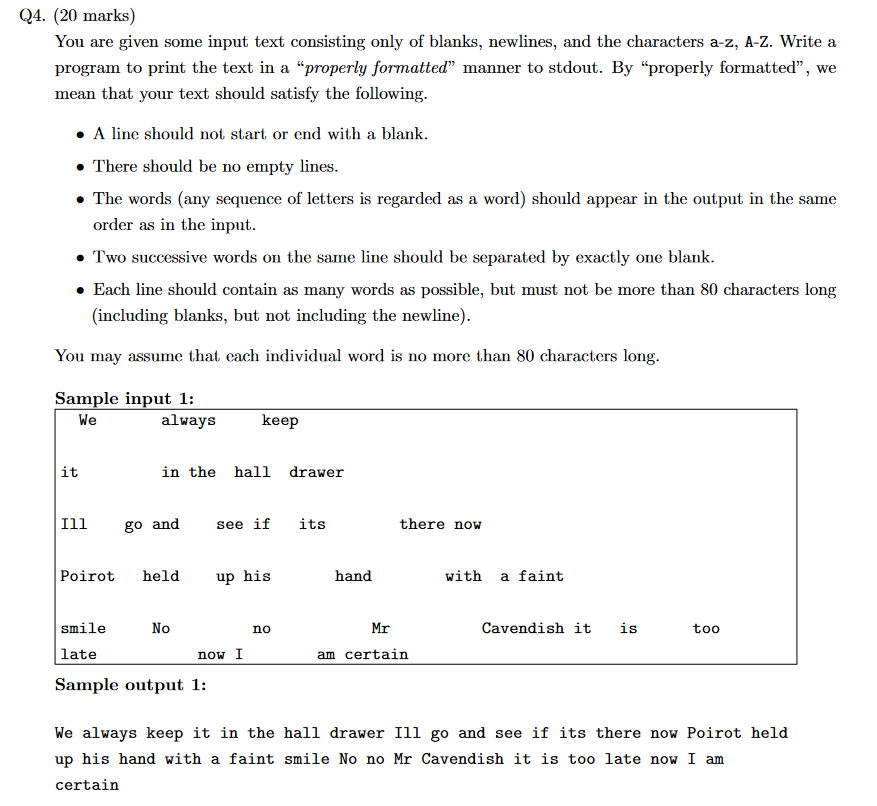 Q4. (20 marks)
You are given some input text consisting only of blanks, newlines, and the characters a-z, A-Z. Write a
program to print the text in a “properly formatted” manner to stdout. By “properly formatted”, we
mean that your text should satisfy the following.
• A line should not start or end with a blank.
• There should be no empty lines.
• The words (any sequence of letters is regarded as a word) should appear in the output in the same
order as in the input.
• Two successive words on the same line should be separated by exactly one blank.
• Each line should contain as many words as possible, but must not be more than 80 characters long
(including blanks, but not including the newline).
You may assume that each individual word is no more than 80 characters long.
Sample input 1:
  We       always     keep
it         in the  hall  drawer
Ill    go and    see if   its        there now
Poirot   held    up his       hand        with  a faint
smile     No         no           Mr          Cavendish it   is      too
late           now I        am certain
Sample output 1:
We always keep it in the hall drawer Ill go and see if its there now Poirot held
up his hand with a faint smile No no Mr Cavendish it is too late now I am
certain